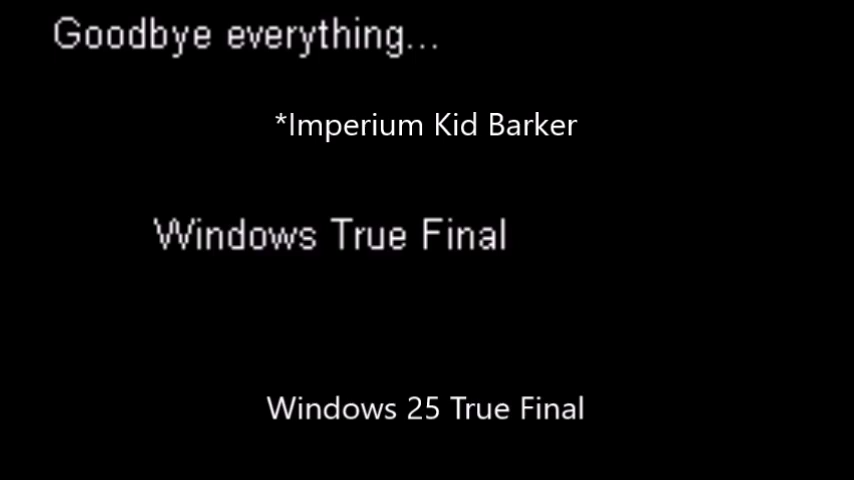 Goodbye everything...
*Imperium Kid Barker
Windows True Final
Windows 25 True Final